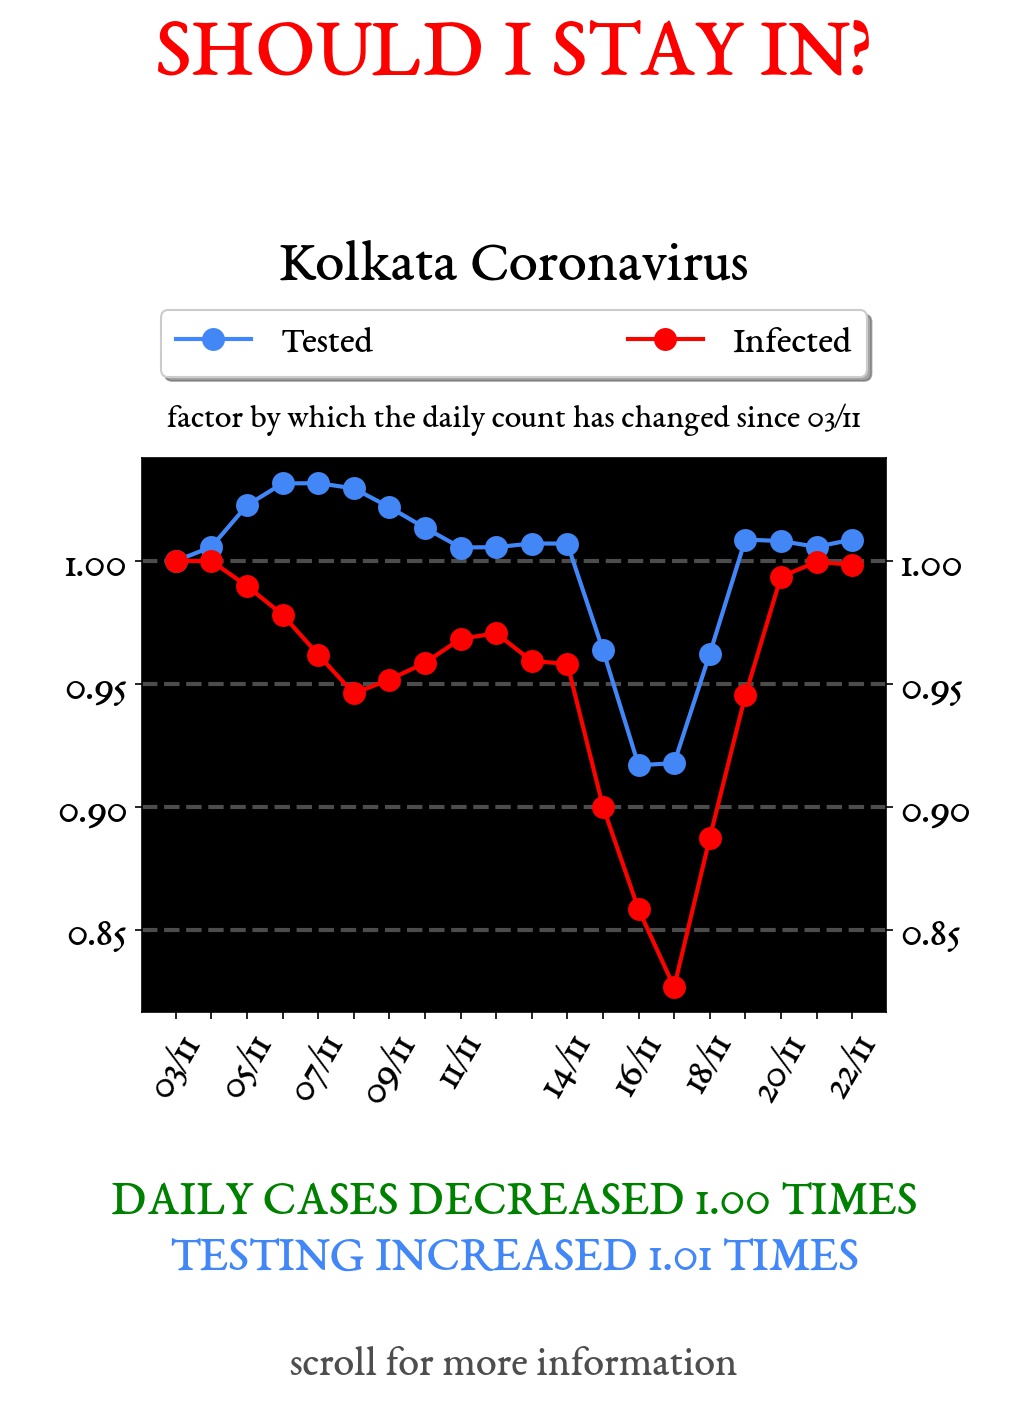 SHOULD I STAY IN?
Kolkata Coronavirus
Tested Infected
factor by which the daily count has changed since 03/11
1.00 1.00
0.95 0.95
0.90 0.90
0.85 0.85
03/11 05/11 07/11 09/11 11/11 14/11 16/11 18/11 20/11 22/11
DAILY CASES DECREASED 1.00 TIMES
TESTING INCREASED 1.01 TIMES
scroll for more information